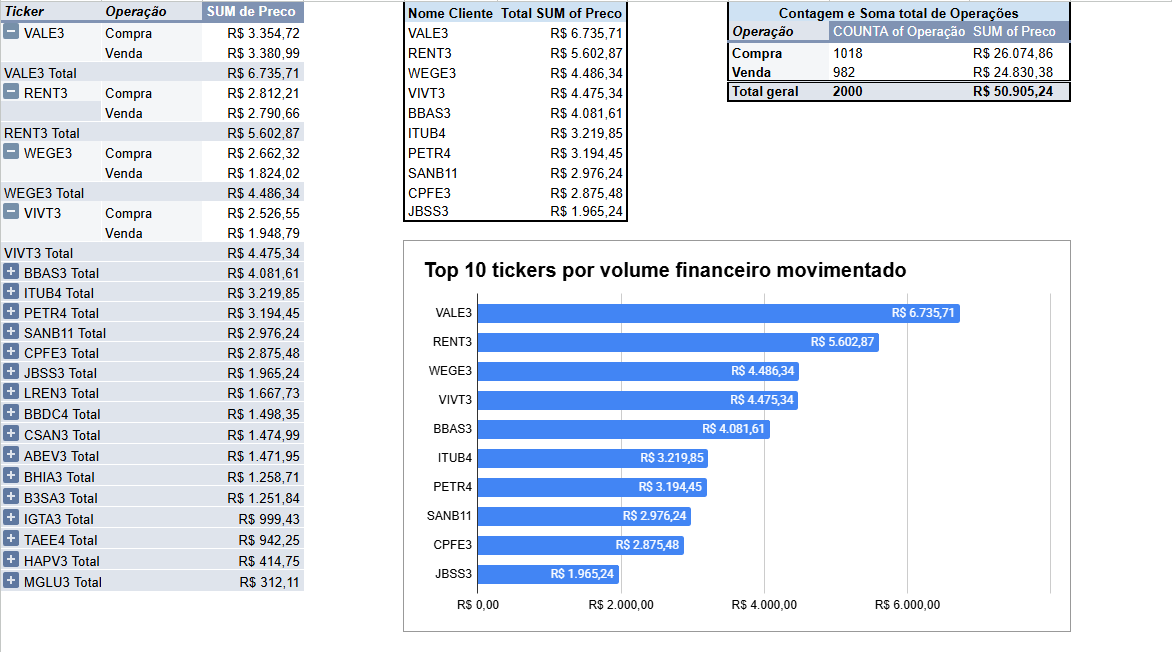 Ticker Operação SUM de Preco
VALE3 Compra R$ 3.354,72
Venda R$ 3.380,99
VALE3 Total R$ 6.735,71
RENT3 Compra R$ 2.812,21
Venda R$ 2.790,66
RENT3 Total R$ 5.602,87
WEGE3 Compra R$ 2.662,32
Venda R$ 1.824,02
WEGE3 Total R$ 4.486,34
VIVT3 Compra R$ 2.526,55
Venda R$ 1.948,79
VIVT3 Total R$ 4.475,34
BBAS3 Total R$ 4.081,61
ITUB4 Total R$ 3.219,85
PETR4 Total R$ 3.194,45
SANB11 Total R$ 2.976,24
CPFE3 Total R$ 2.875,48
JBSS3 Total R$ 1.965,24
LREN3 Total R$ 1.667,73
BBDC4 Total R$ 1.498,35
CSAN3 Total R$ 1.474,99
ABEV3 Total R$ 1.471,95
BHIA3 Total R$ 1.258,71
B3SA3 Total R$ 1.251,84
IGTA3 Total R$ 999,43
TAEE4 Total R$ 942,25
HAPV3 Total R$ 414,75
MGLU3 Total R$ 312,11
Nome Cliente Total SUM of Preco
VALE3 R$ 6.735,71
RENT3 R$ 5.602,87
WEGE3 R$ 4.486,34
VIVT3 R$ 4.475,34
BBAS3 R$ 4.081,61
ITUB4 R$ 3.219,85
PETR4 R$ 3.194,45
SANB11 R$ 2.976,24
CPFE3 R$ 2.875,48
JBSS3 R$ 1.965,24
Contagem e Soma total de Operações
Operação COUNTA of Operação SUM of Preco
Compra 1018 R$ 26.074,86
Venda 982 R$ 24.830,38
Total geral 2000 R$ 50.905,24
Top 10 tickers por volume financeiro movimentado
VALE3 R$ 6.735,71
RENT3 R$ 5.602,87
WEGE3 R$ 4.486,34
VIVT3 R$ 4.475,34
BBAS3 R$ 4.081,61
ITUB4 R$ 3.219,85
PETR4 R$ 3.194,45
SANB11 R$ 2.976,24
CPFE3 R$ 2.875,48
JBSS3 R$ 1.965,24
R$ 0,00 R$ 2.000,00 R$ 4.000,00 R$ 6.000,00